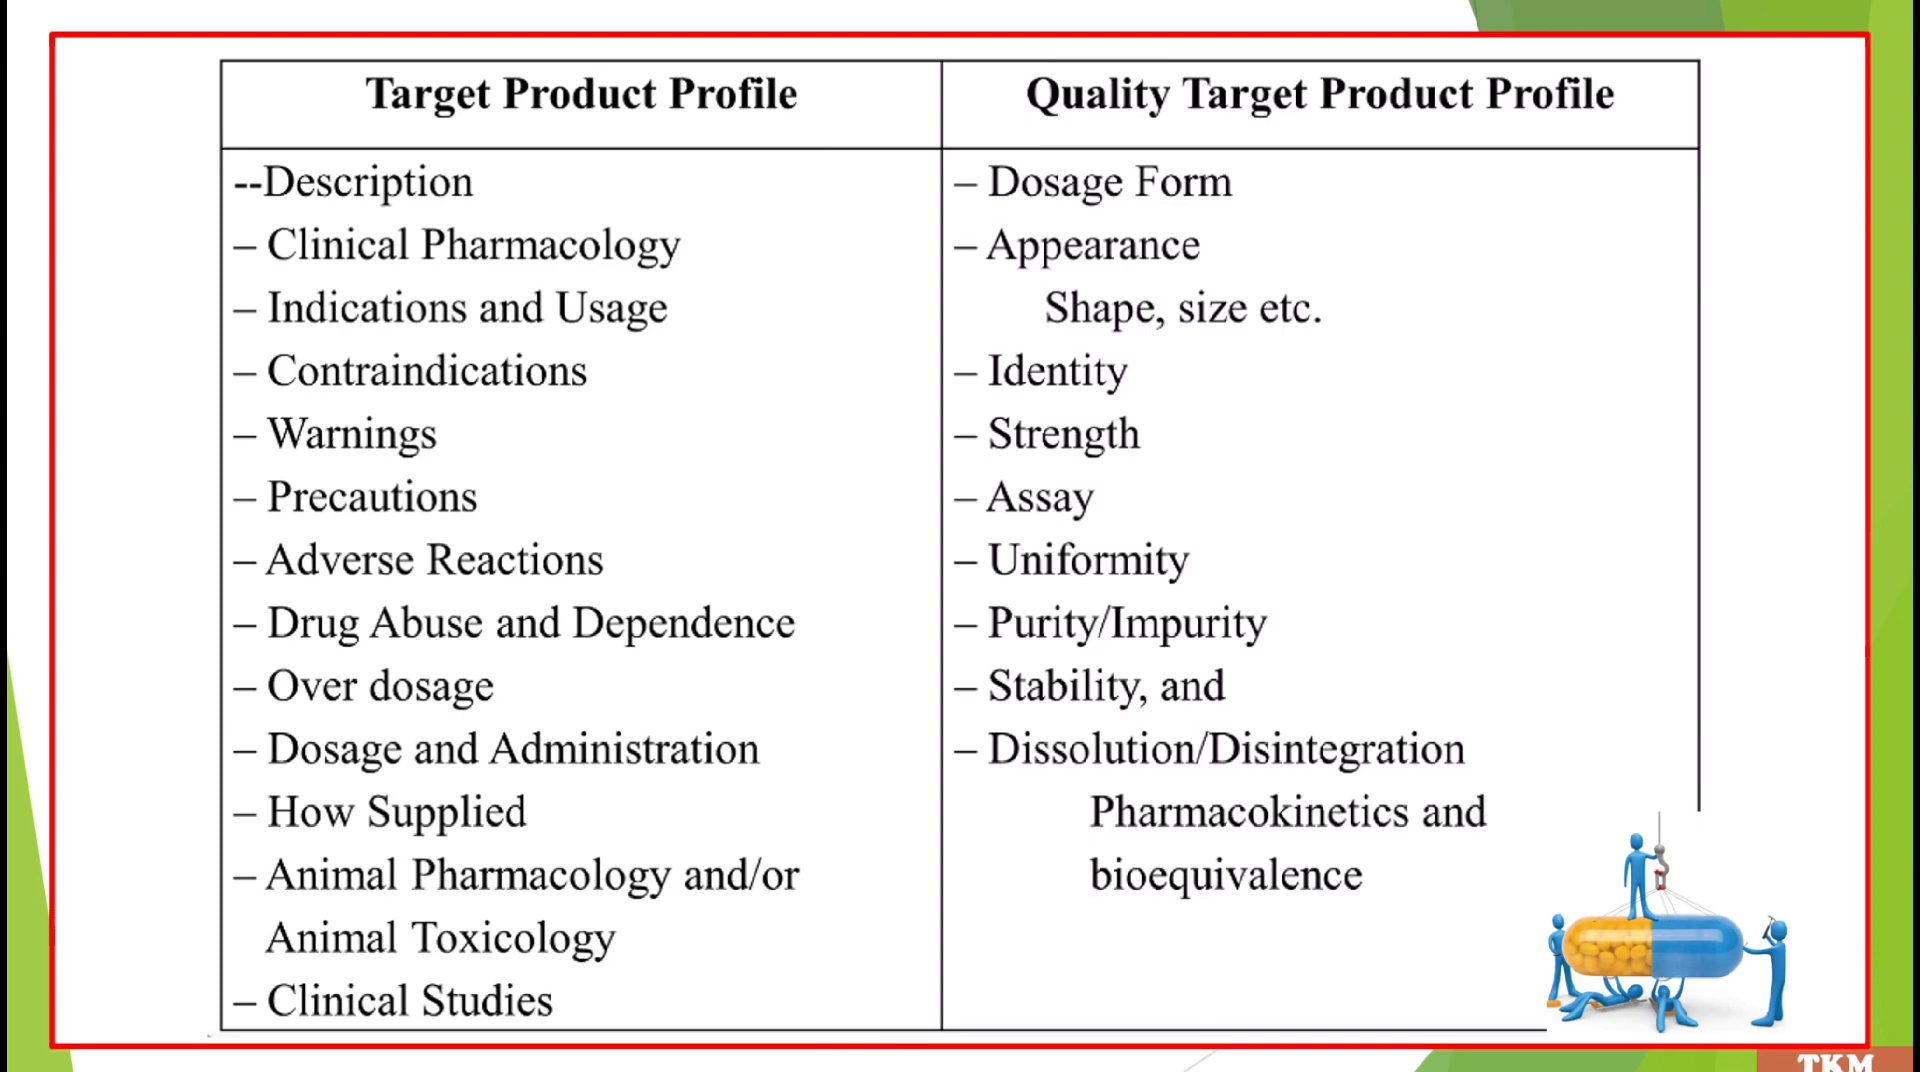 Target Product Profile
--Description
– Clinical Pharmacology
– Indications and Usage
– Contraindications
– Warnings
– Precautions
– Adverse Reactions
– Drug Abuse and Dependence
– Over dosage
– Dosage and Administration
– How Supplied
– Animal Pharmacology and/or
Animal Toxicology
– Clinical Studies
Quality Target Product Profile
– Dosage Form
– Appearance
Shape, size etc.
– Identity
– Strength
– Assay
– Uniformity
– Purity/Impurity
– Stability, and
– Dissolution/Disintegration
Pharmacokinetics and
bioequivalence
TKM